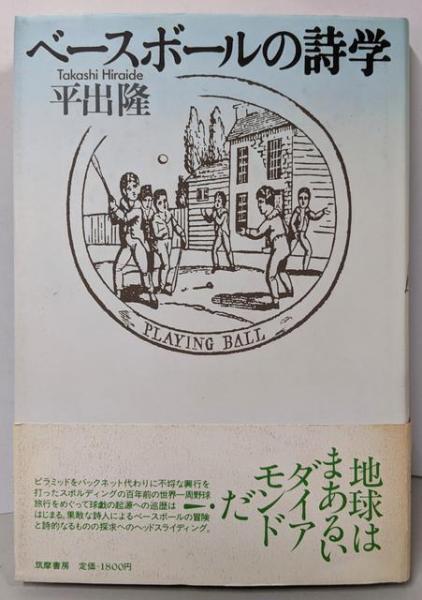 ベースボールの詩学
Takashi Hiraide
平出隆
PLAYING BALL
地球は
まあるい
ダイア
モンド
だ
ピラミッドをバックネット代わりに不埒な興行を
打ったスポルディングの百年前の世界一周野球
旅行をめぐって球戯の起源への巡歴は
はじまる。果敢な詩人によるベースボールの冒険
と詩的なるものの探求へのヘッドスライディング。
筑摩書房 定価=1800円